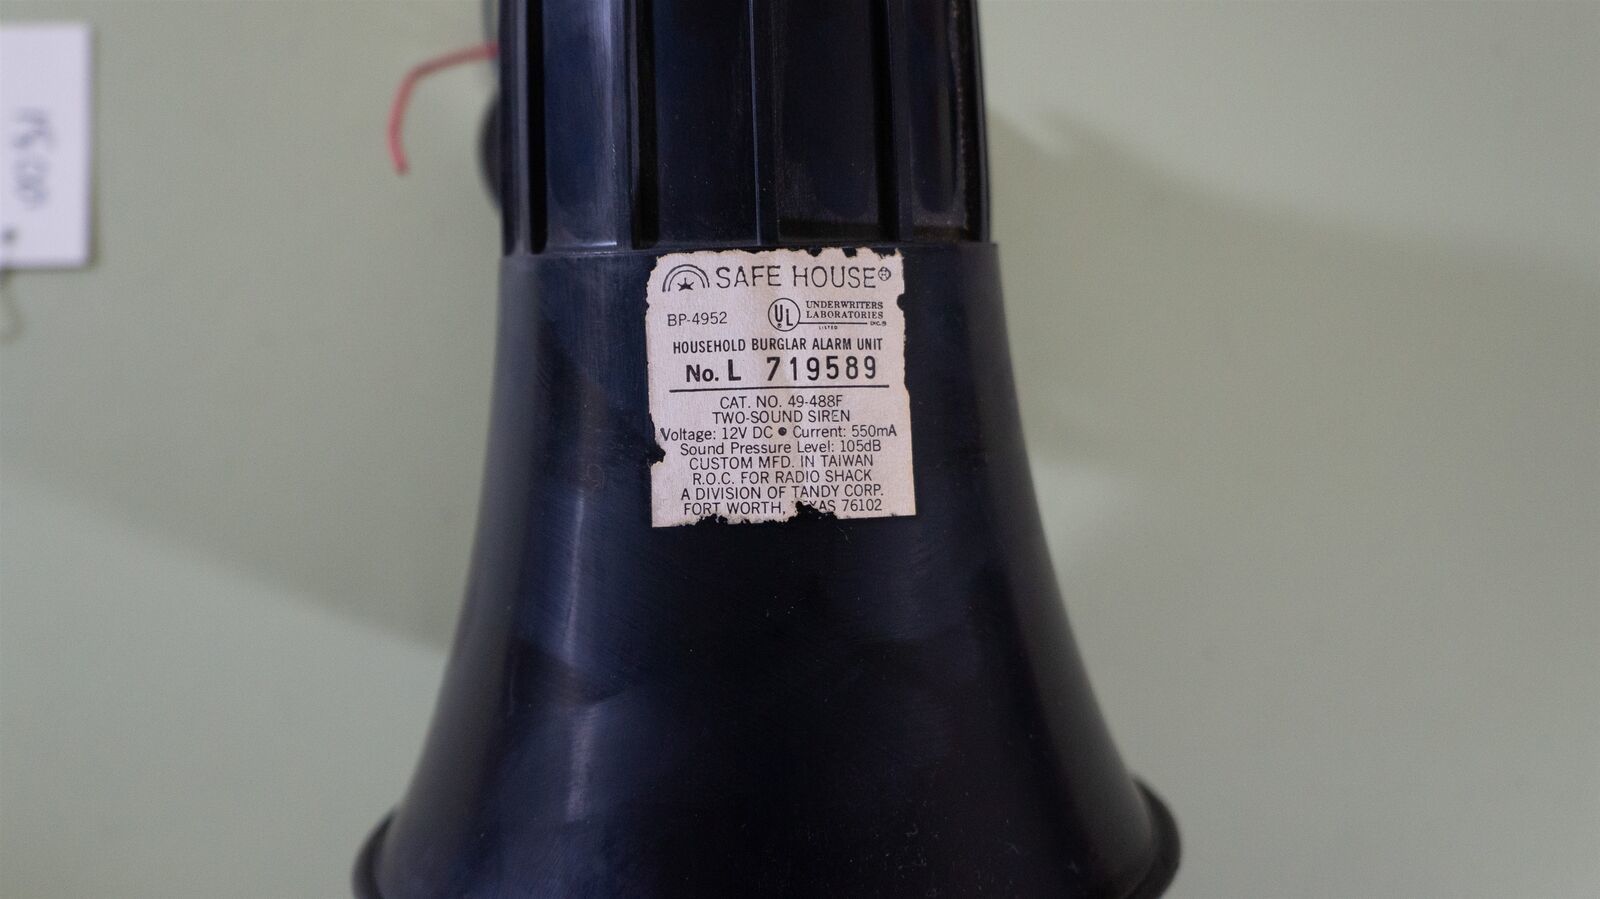 SAFE HOUSE®
BP-4952
UL® UNDERWRITERS
LABORATORIES
LISTED INC.®
HOUSEHOLD BURGLAR ALARM UNIT
No. L 719589
CAT. NO. 49-488F
TWO-SOUND SIREN
Voltage: 12V DC • Current: 550mA
Sound Pressure Level: 105dB
CUSTOM MFD. IN TAIWAN
R.O.C. FOR RADIO SHACK
A DIVISION OF TANDY CORP.
FORT WORTH, TEXAS 76102